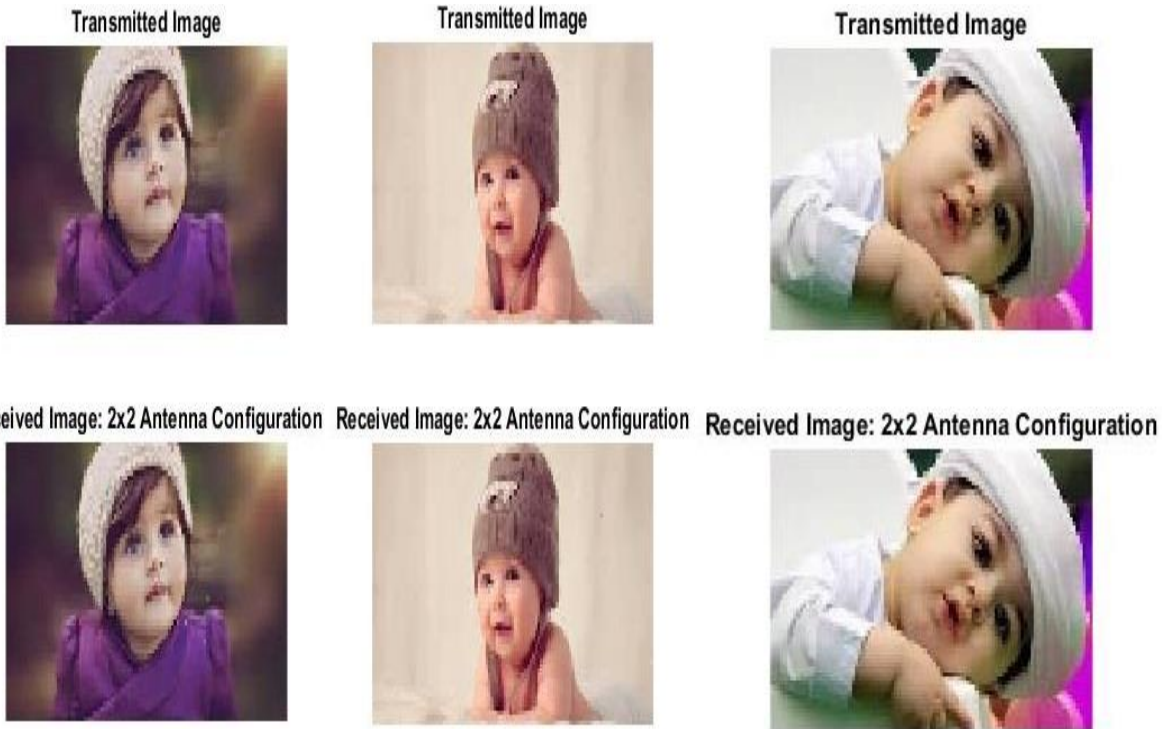 Transmitted Image
Transmitted Image
Transmitted Image
eived Image: 2x2 Antenna Configuration
Received Image: 2x2 Antenna Configuration
Received Image: 2x2 Antenna Configuration